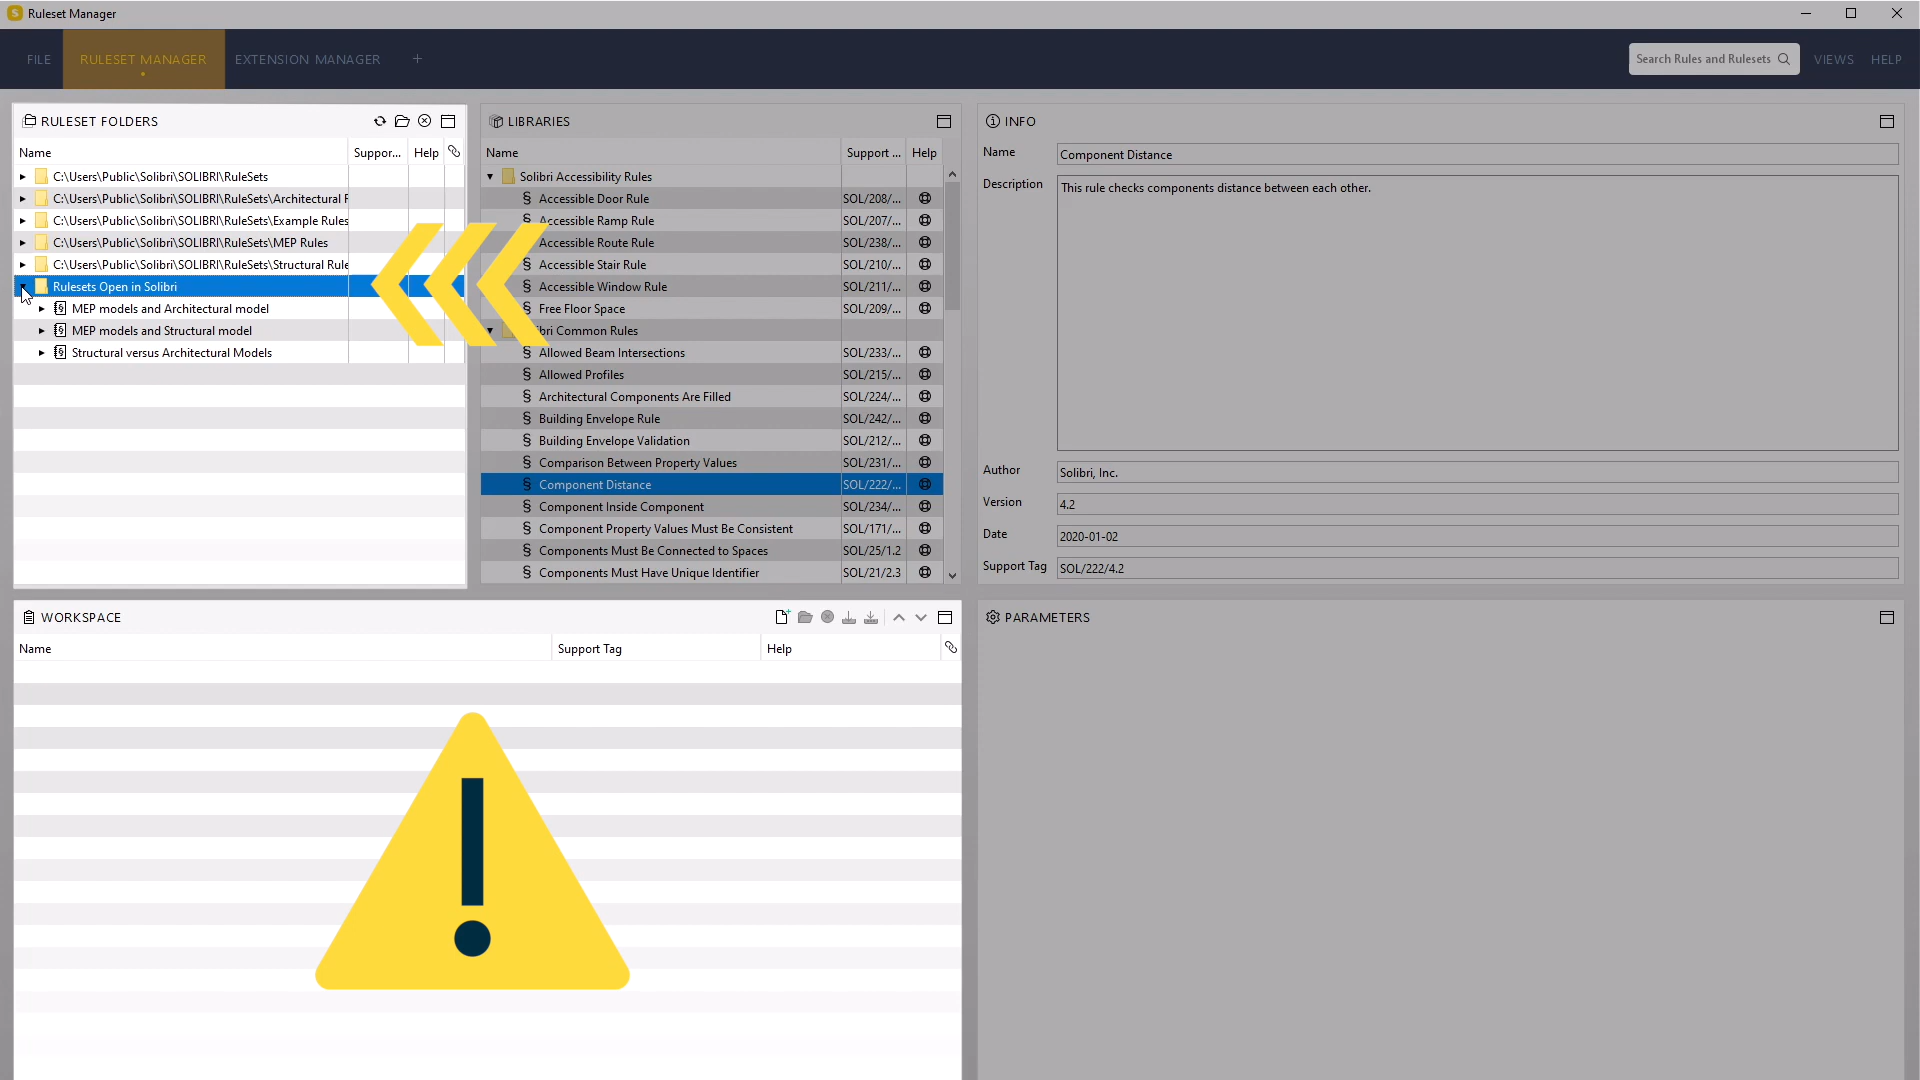 Ruleset Manager
FILE
RULESET MANAGER
EXTENSION MANAGER
+
Search Rules and Rulesets
VIEWS
HELP
RULESET FOLDERS
Name Suppor... Help
C:\Users\Public\Solibri\SOLIBRI\RuleSets
C:\Users\Public\Solibri\SOLIBRI\RuleSets\Architectural R
C:\Users\Public\Solibri\SOLIBRI\RuleSets\Example Rules
C:\Users\Public\Solibri\SOLIBRI\RuleSets\MEP Rules
C:\Users\Public\Solibri\SOLIBRI\RuleSets\Structural Rule
Rulesets Open in Solibri
MEP models and Architectural model
MEP models and Structural model
Structural versus Architectural Models
LIBRARIES
Name Support ... Help
Solibri Accessibility Rules
§ Accessible Door Rule SOL/208/...
§ Accessible Ramp Rule SOL/207/...
Accessible Route Rule SOL/238/...
§ Accessible Stair Rule SOL/210/...
§ Accessible Window Rule SOL/211/...
§ Free Floor Space SOL/209/...
bri Common Rules
§ Allowed Beam Intersections SOL/233/...
§ Allowed Profiles SOL/215/...
§ Architectural Components Are Filled SOL/224/...
§ Building Envelope Rule SOL/242/...
§ Building Envelope Validation SOL/212/...
§ Comparison Between Property Values SOL/231/...
§ Component Distance SOL/222/...
§ Component Inside Component SOL/234/...
§ Component Property Values Must Be Consistent SOL/171/...
§ Components Must Be Connected to Spaces SOL/25/1.2
§ Components Must Have Unique Identifier SOL/21/2.3
INFO
Name Component Distance
Description This rule checks components distance between each other.
Author Solibri, Inc.
Version 4.2
Date 2020-01-02
Support Tag SOL/222/4.2
WORKSPACE
Name Support Tag Help
!
PARAMETERS